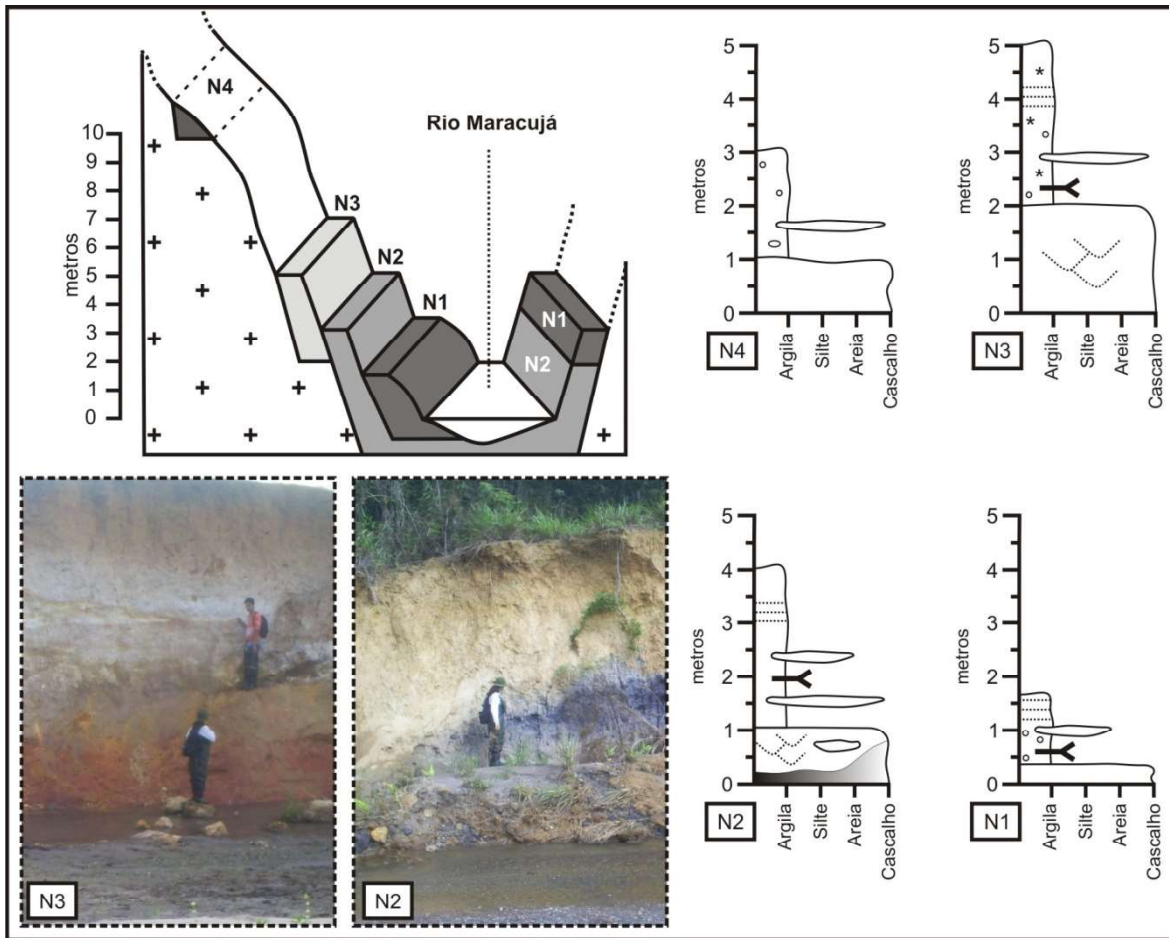 N4
Rio Maracujá
N3
N2
N1
N1
N2
metros
10
9
8
7
6
5
4
3
2
1
0
metros
5
4
3
2
1
0
N4
Argila
Silte
Areia
Cascalho
metros
5
4
3
2
1
0
N3
Argila
Silte
Areia
Cascalho
N3
N2
metros
5
4
3
2
1
0
N2
Argila
Silte
Areia
Cascalho
metros
5
4
3
2
1
0
N1
Argila
Silte
Areia
Cascalho